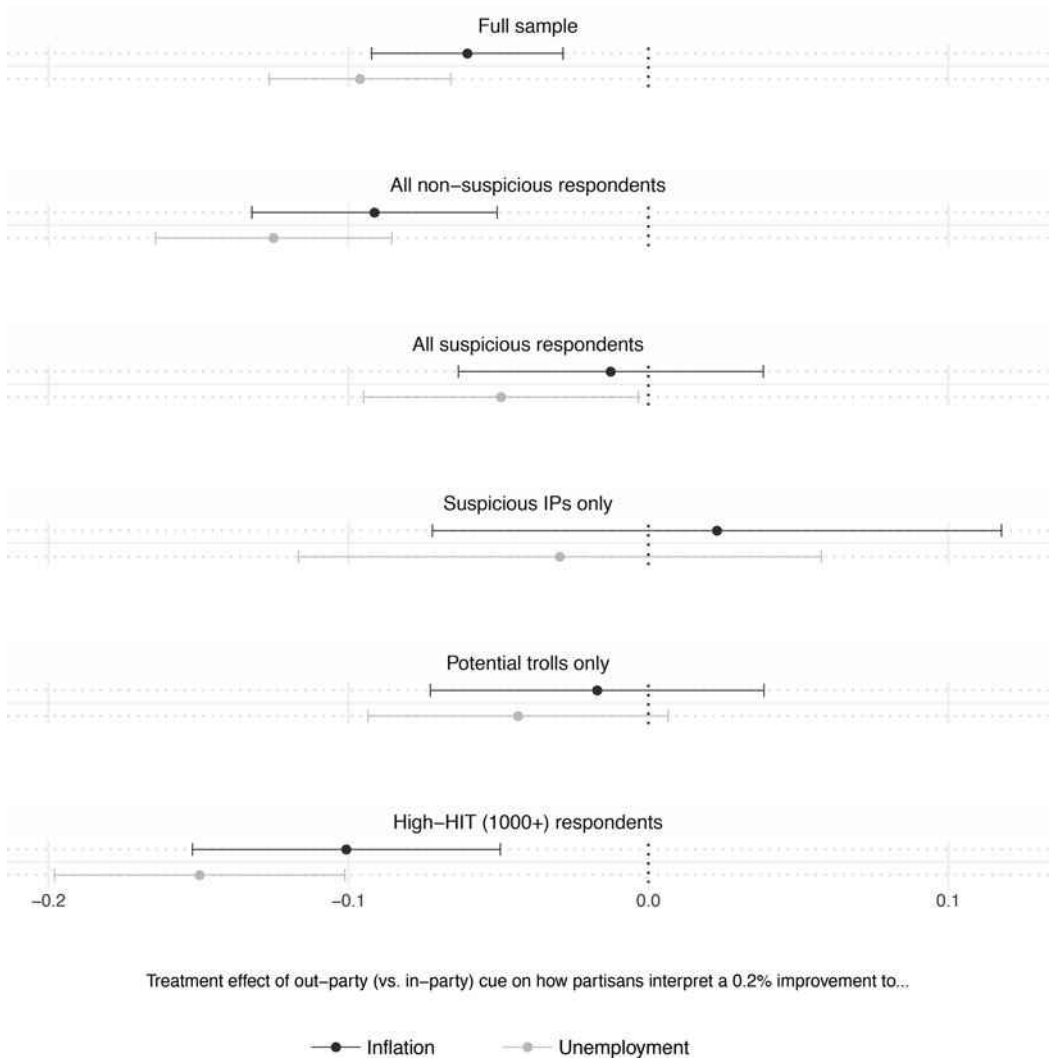 Full sample
All non−suspicious respondents
All suspicious respondents
Suspicious IPs only
Potential trolls only
High−HIT (1000+) respondents
−0.2 −0.1 0.0 0.1
Treatment effect of out−party (vs. in−party) cue on how partisans interpret a 0.2% improvement to...
Inflation Unemployment